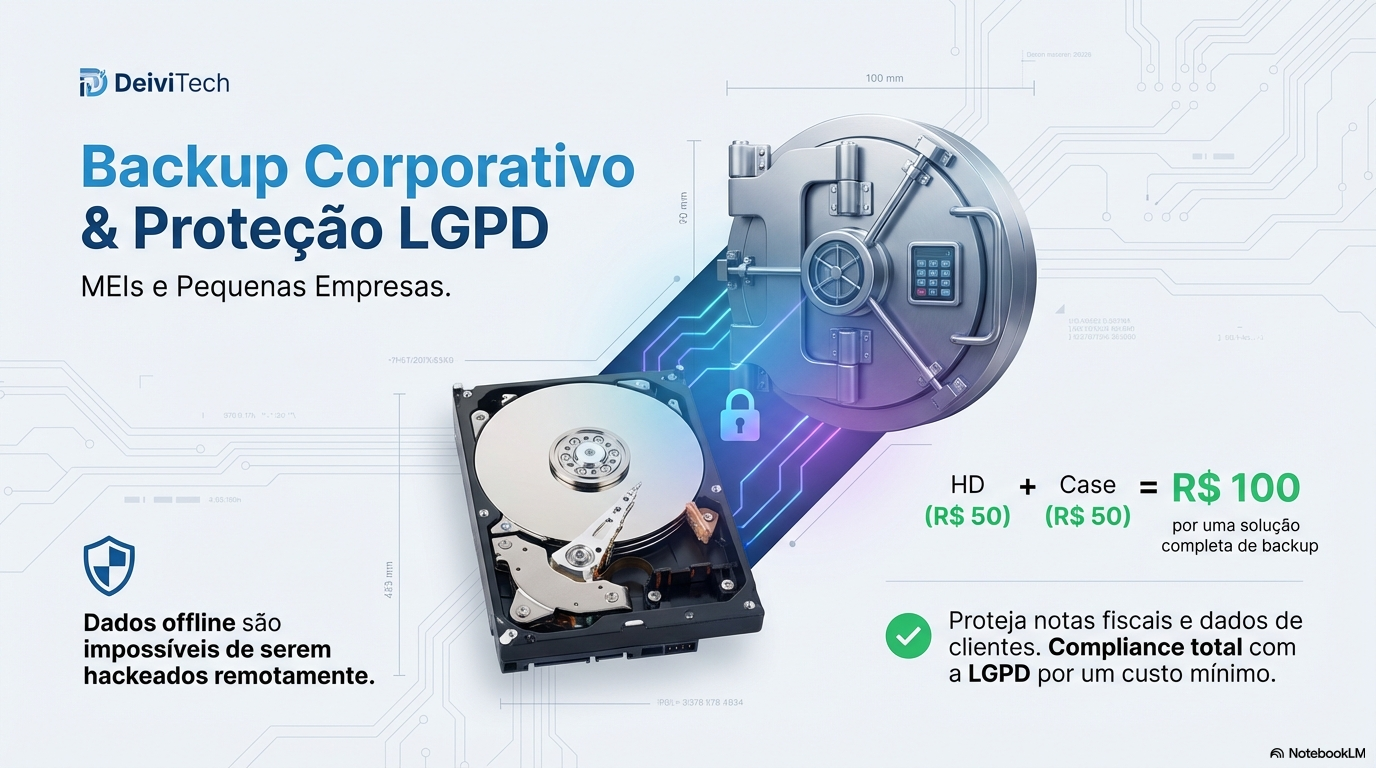 DeiviTech
Backup Corporativo
& Proteção LGPD
MEIs e Pequenas Empresas.
100 mm
HD + Case = R$ 100
(R$ 50) (R$ 50)
por uma solução
completa de backup
Dados offline são
impossíveis de serem
hackeados remotamente.
Proteja notas fiscais e dados de
clientes. Compliance total com
a LGPD por um custo mínimo.
NotebookLM